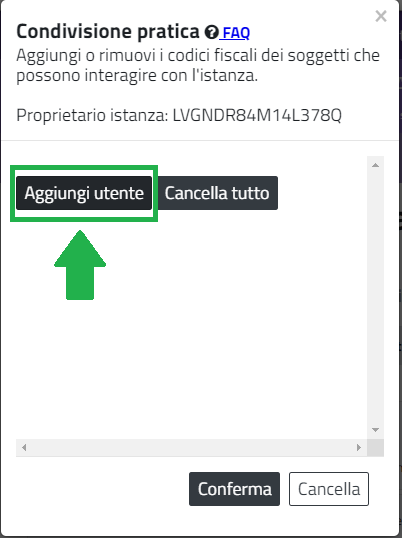 Condivisione pratica ? FAQ
Aggiungi o rimuovi i codici fiscali dei soggetti che
possono interagire con l'istanza.
Proprietario istanza: LVGNDR84M14L378Q
Aggiungi utente Cancella tutto
Conferma Cancella